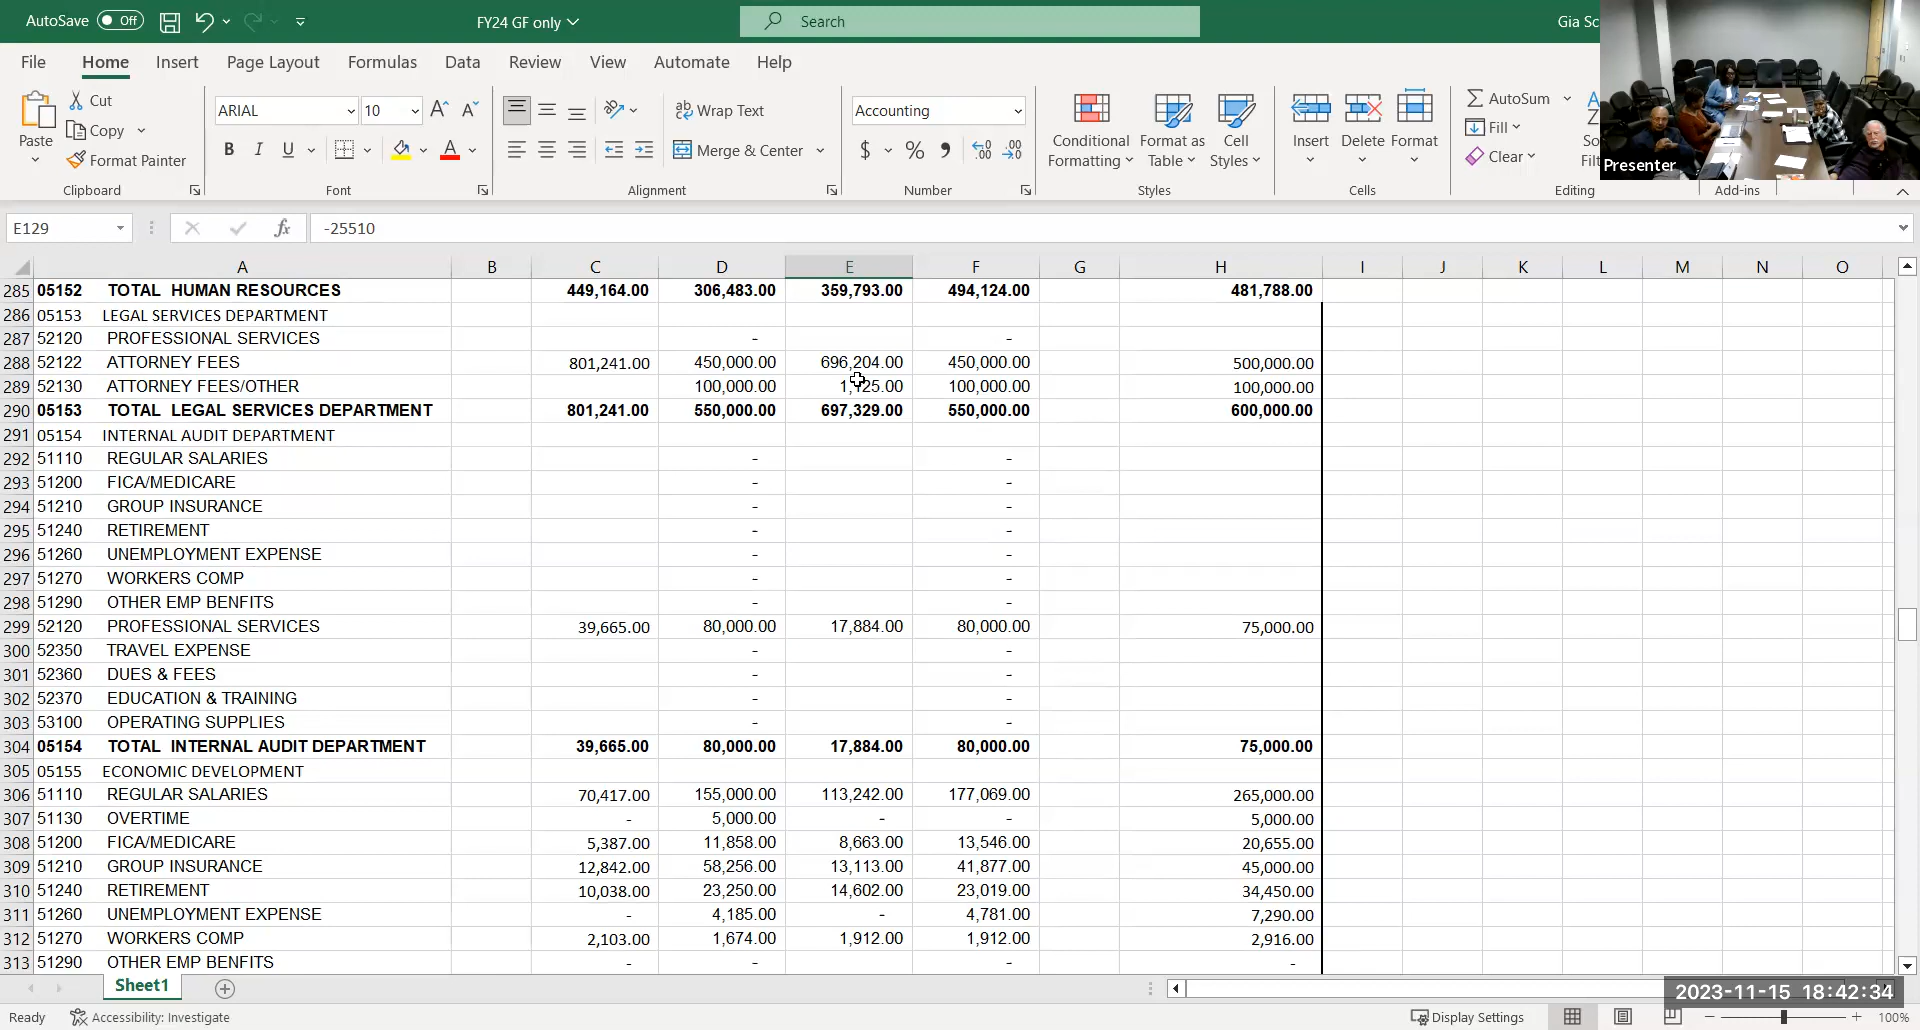 AutoSave Off FY24 GF only Search Gia Sc
File Home Insert Page Layout Formulas Data Review View Automate Help
Paste Cut Copy Format Painter Clipboard
ARIAL 10 B I U Font
Wrap Text Merge & Center Alignment
Accounting $ % Number
Conditional Formatting Format as Table Cell Styles Styles
Insert Delete Format Cells
AutoSum Fill Clear Editing
Add-ins
Presenter
E129 fx -25510
A B C D E F G H I J K L M N O
285 05152 TOTAL HUMAN RESOURCES 449,164.00 306,483.00 359,793.00 494,124.00 481,788.00
286 05153 LEGAL SERVICES DEPARTMENT
287 52120 PROFESSIONAL SERVICES - -
288 52122 ATTORNEY FEES 801,241.00 450,000.00 696,204.00 450,000.00 500,000.00
289 52130 ATTORNEY FEES/OTHER 100,000.00 1,125.00 100,000.00 100,000.00
290 05153 TOTAL LEGAL SERVICES DEPARTMENT 801,241.00 550,000.00 697,329.00 550,000.00 600,000.00
291 05154 INTERNAL AUDIT DEPARTMENT
292 51110 REGULAR SALARIES - -
293 51200 FICA/MEDICARE - -
294 51210 GROUP INSURANCE - -
295 51240 RETIREMENT - -
296 51260 UNEMPLOYMENT EXPENSE - -
297 51270 WORKERS COMP - -
298 51290 OTHER EMP BENFITS - -
299 52120 PROFESSIONAL SERVICES 39,665.00 80,000.00 17,884.00 80,000.00 75,000.00
300 52350 TRAVEL EXPENSE - -
301 52360 DUES & FEES - -
302 52370 EDUCATION & TRAINING - -
303 53100 OPERATING SUPPLIES - -
304 05154 TOTAL INTERNAL AUDIT DEPARTMENT 39,665.00 80,000.00 17,884.00 80,000.00 75,000.00
305 05155 ECONOMIC DEVELOPMENT
306 51110 REGULAR SALARIES 70,417.00 155,000.00 113,242.00 177,069.00 265,000.00
307 51130 OVERTIME - 5,000.00 - - 5,000.00
308 51200 FICA/MEDICARE 5,387.00 11,858.00 8,663.00 13,546.00 20,655.00
309 51210 GROUP INSURANCE 12,842.00 58,256.00 13,113.00 41,877.00 45,000.00
310 51240 RETIREMENT 10,038.00 23,250.00 14,602.00 23,019.00 34,450.00
311 51260 UNEMPLOYMENT EXPENSE - 4,185.00 - 4,781.00 7,290.00
312 51270 WORKERS COMP 2,103.00 1,674.00 1,912.00 1,912.00 2,916.00
313 51290 OTHER EMP BENFITS - - -
Sheet1
2023-11-15 18:42:34
Ready Accessibility: Investigate Display Settings 100%